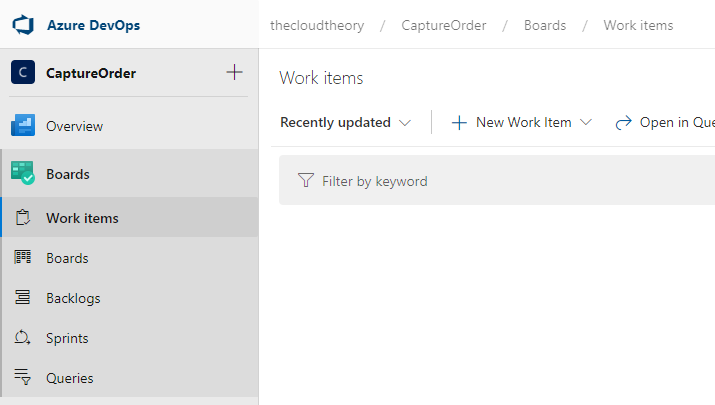 Azure DevOps
thecloudtheory / CaptureOrder / Boards / Work items
C CaptureOrder
Work items
Recently updated
New Work Item
Open in Que
Overview
Boards
Filter by keyword
Work items
Boards
Backlogs
Sprints
Queries